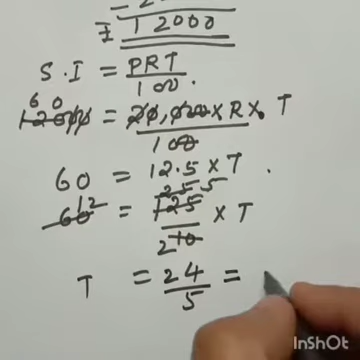 I 12000
S.I = PRT
100.
60
12000 = 20,000 x R x T
100
60 = 12.5 x T .
12 25 5
60 = 125 x T
2 10
T = 24 =
5
InShOt